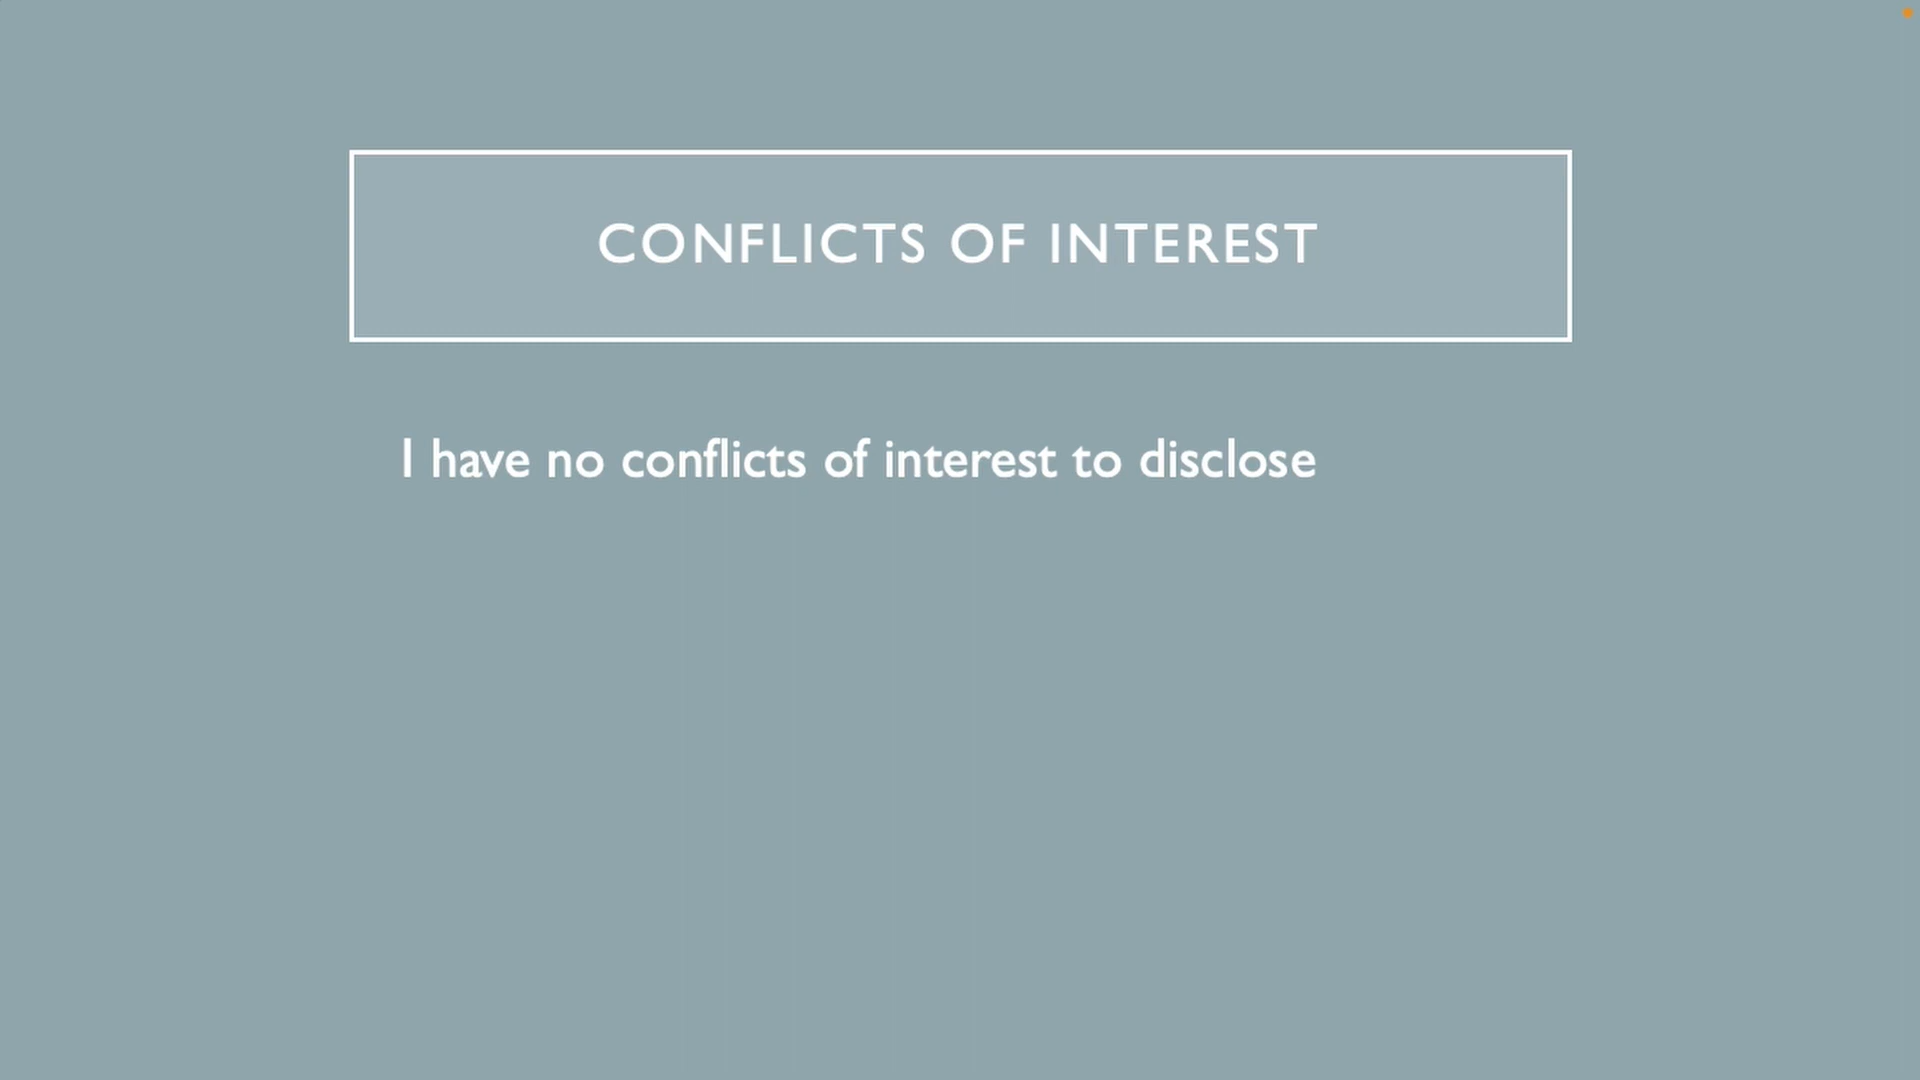 CONFLICTS OF INTEREST
I have no conflicts of interest to disclose